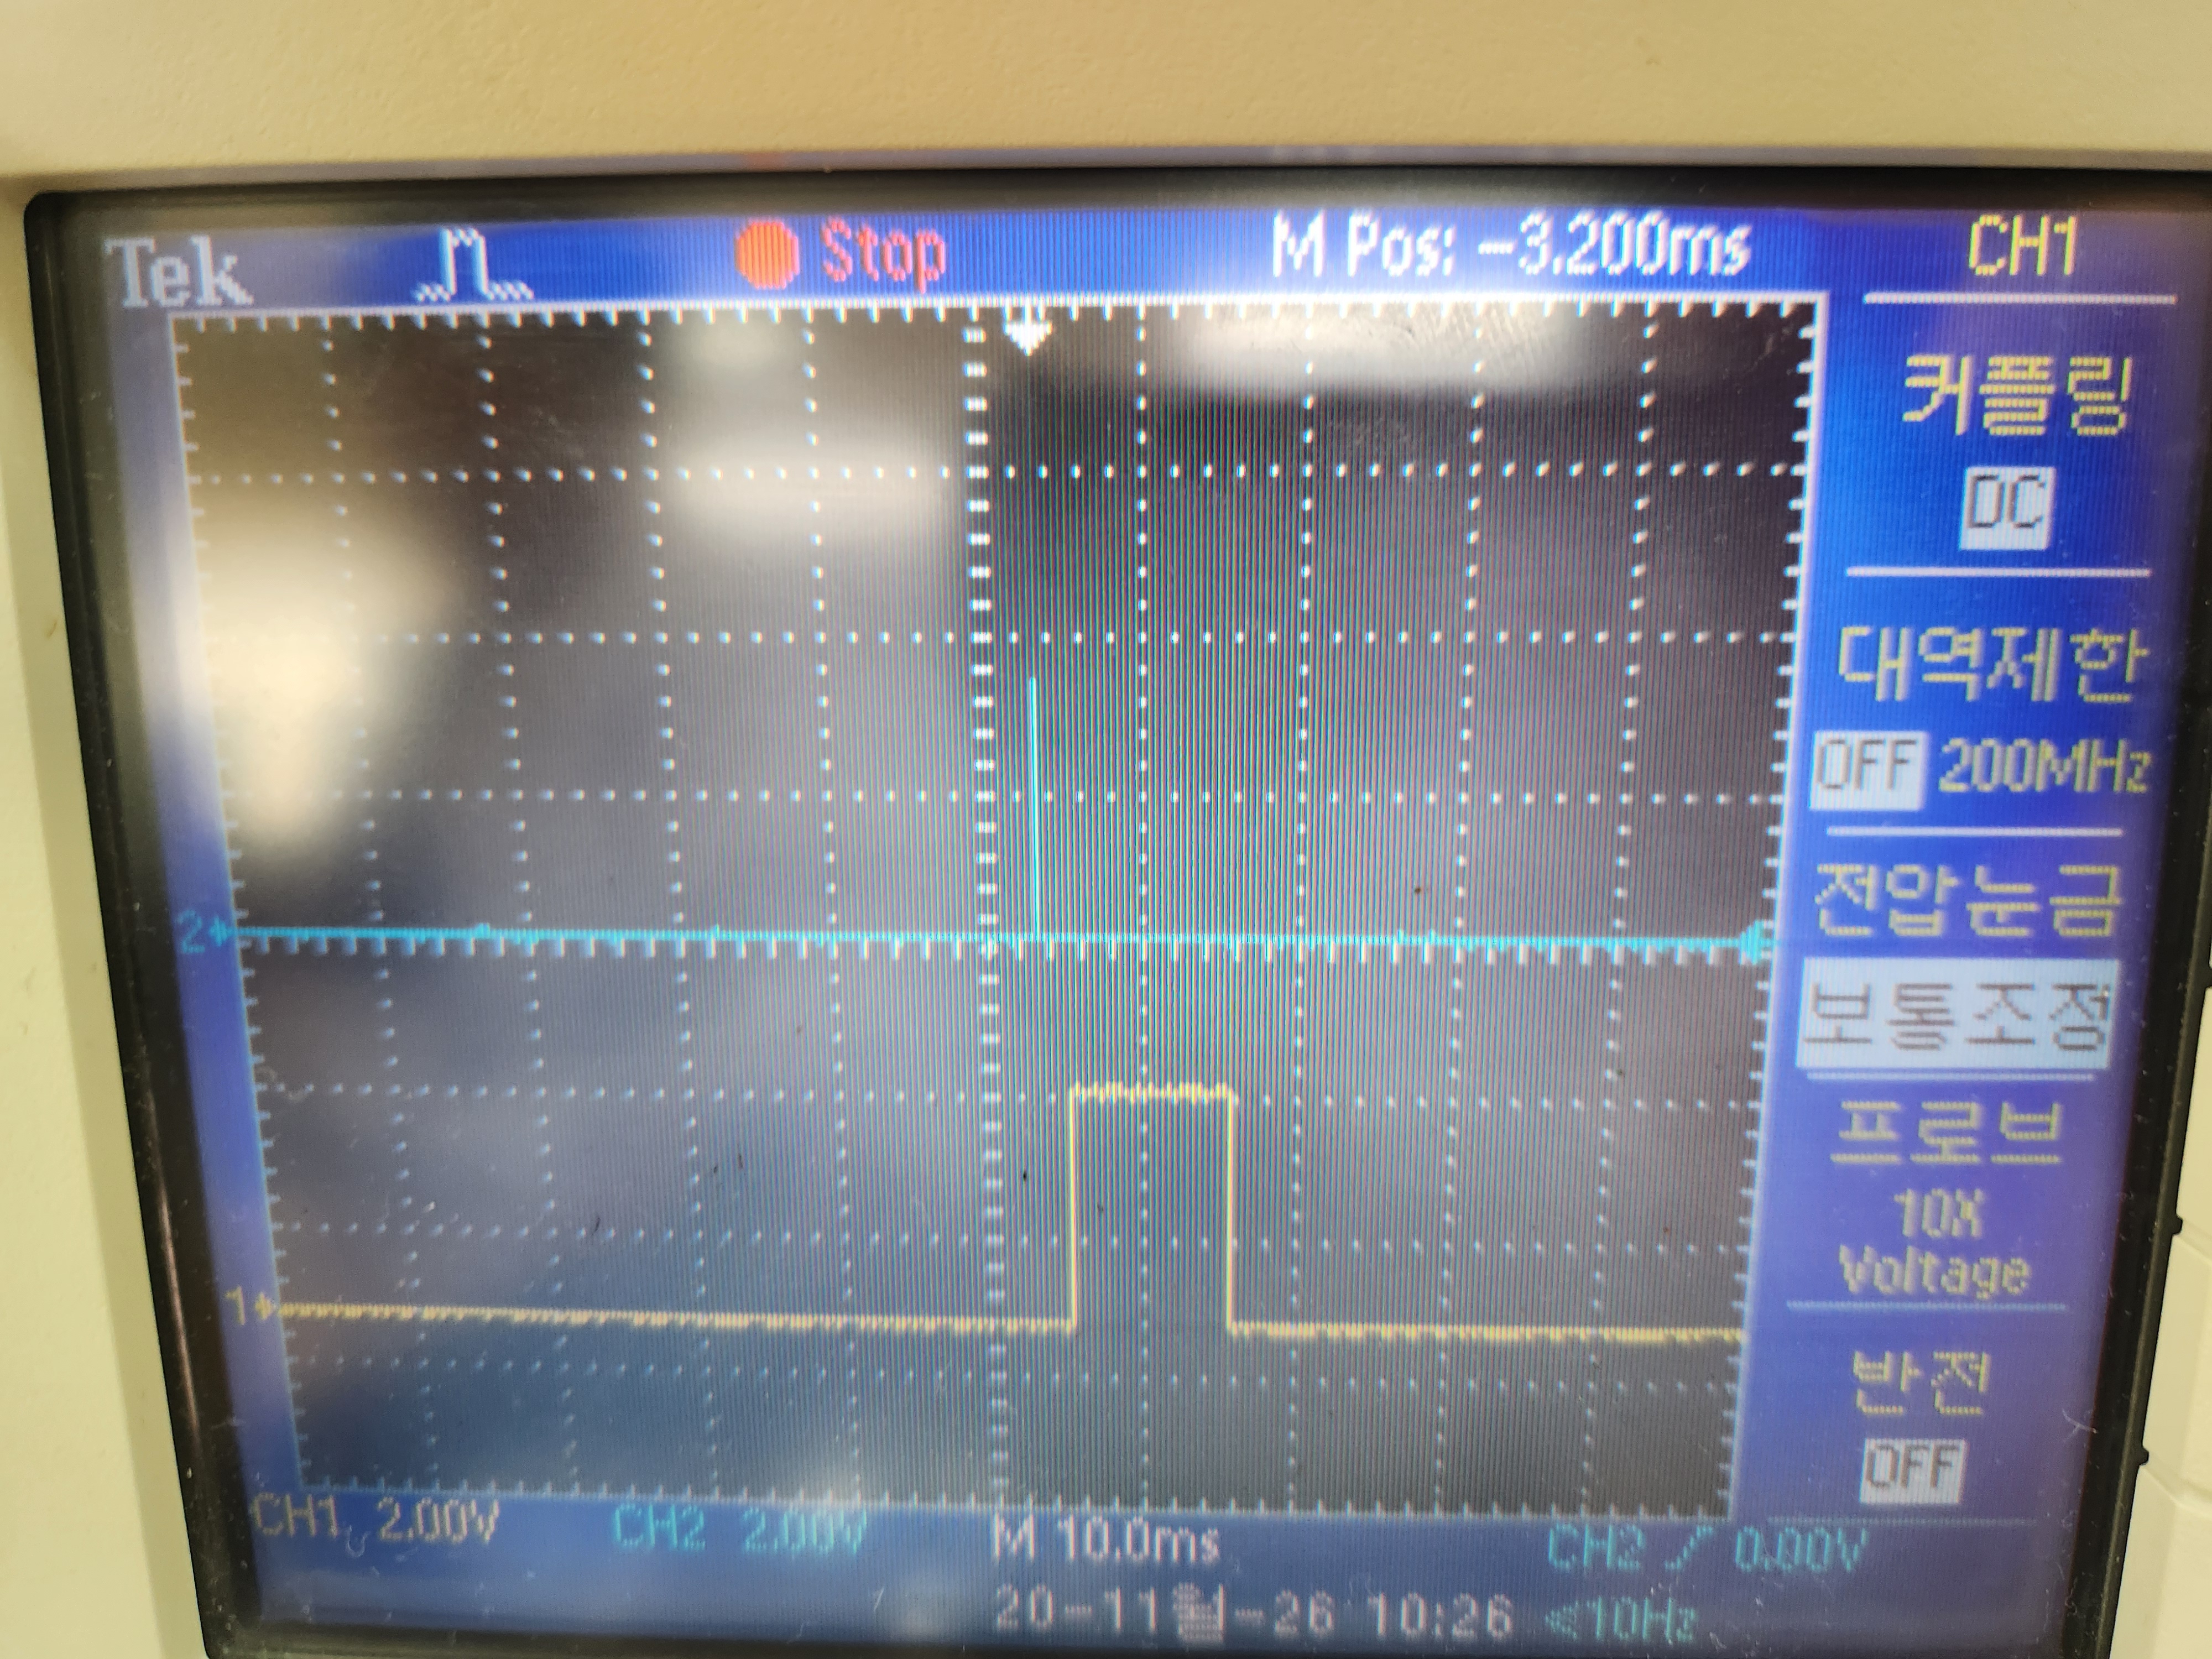 Tek Stop M Pos: -3.200ms CH1
커플링
DC
대역제한
OFF 200MHz
전압눈금
2
보통조정
프로브
10X
Voltage
1
반전
OFF
CH1 2.00V CH2 2.00V M 10.0ms CH2 0.00V
20-11월-26 10:26 <10Hz